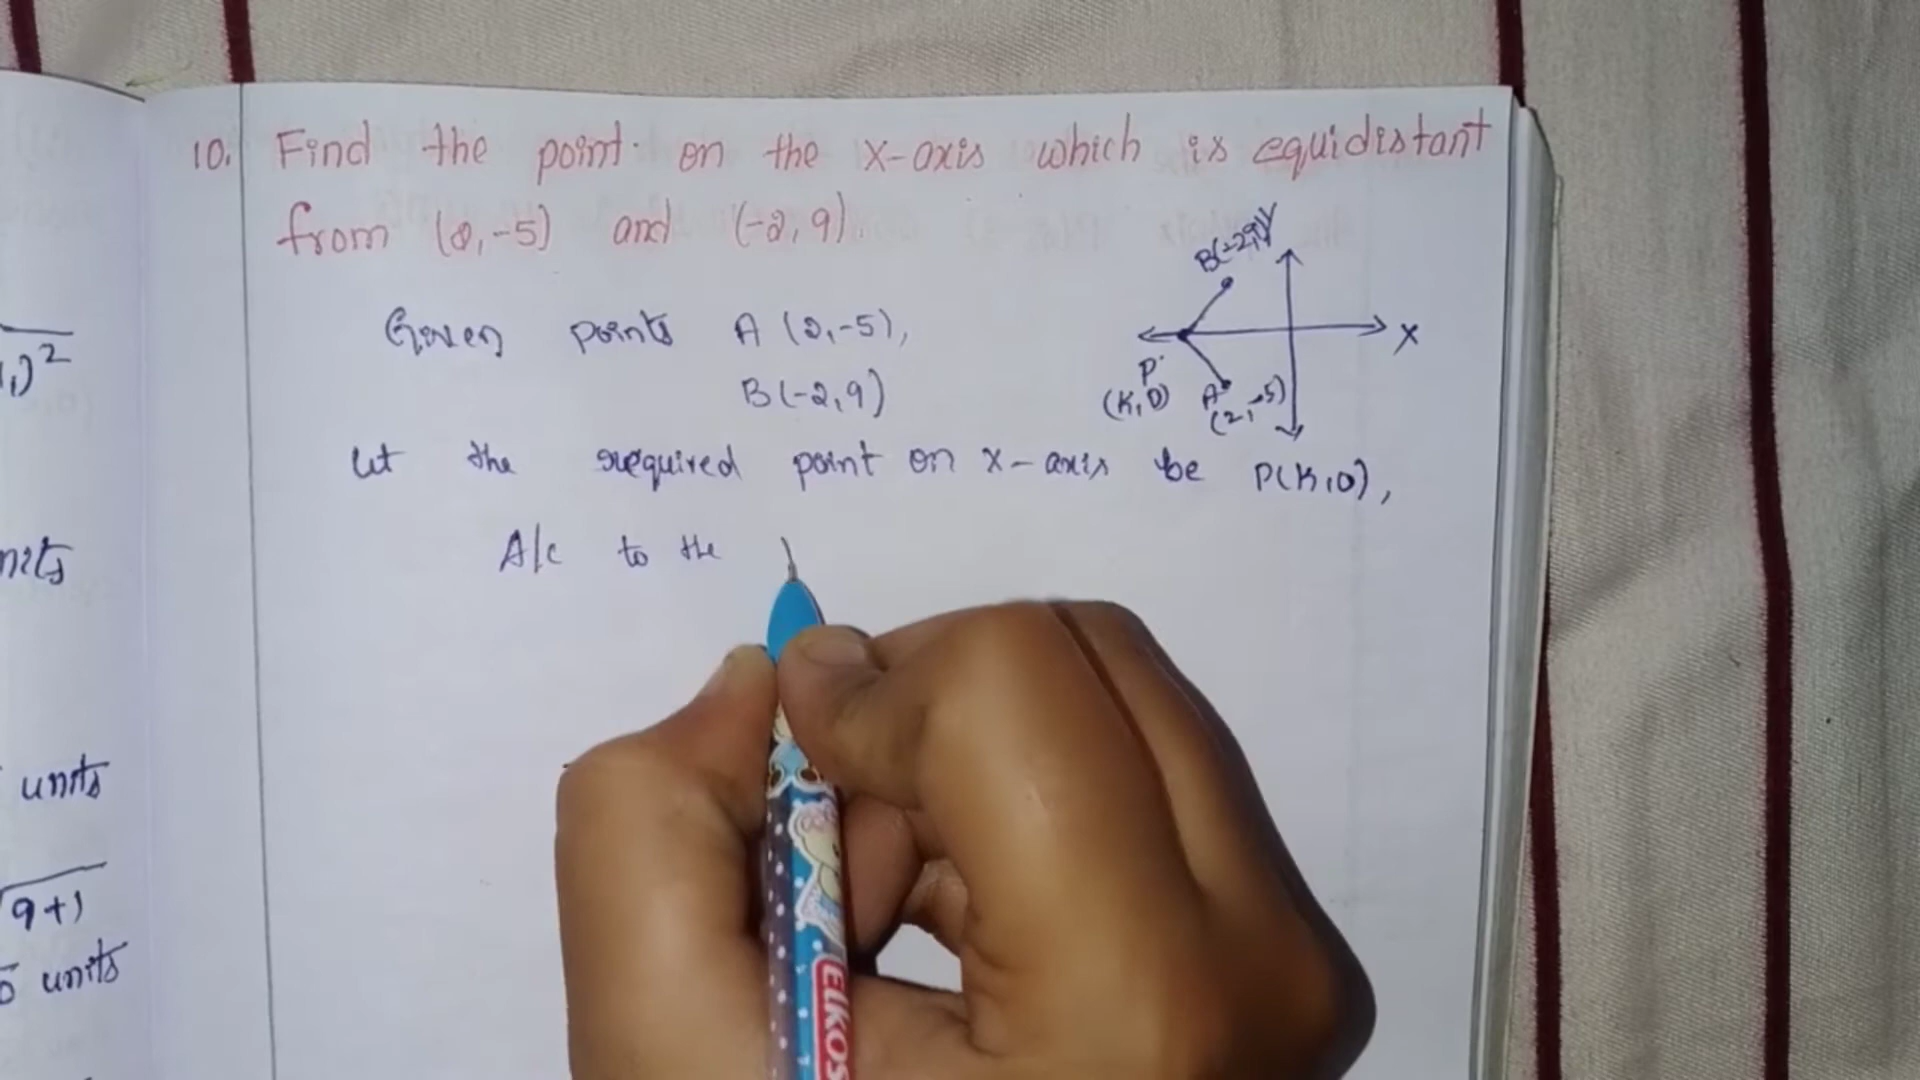 10. Find the point on the x-axis which is equidistant
from (2,-5) and (-2,9).
Given points A (2,-5),
B(-2,9)
B(-2,9) Y
X
P
(K,0)
A
(2,-5)
let the required point on x-axis be P(K,0),
A/c to the
)²
units
units
√9+1
units
ELKOS